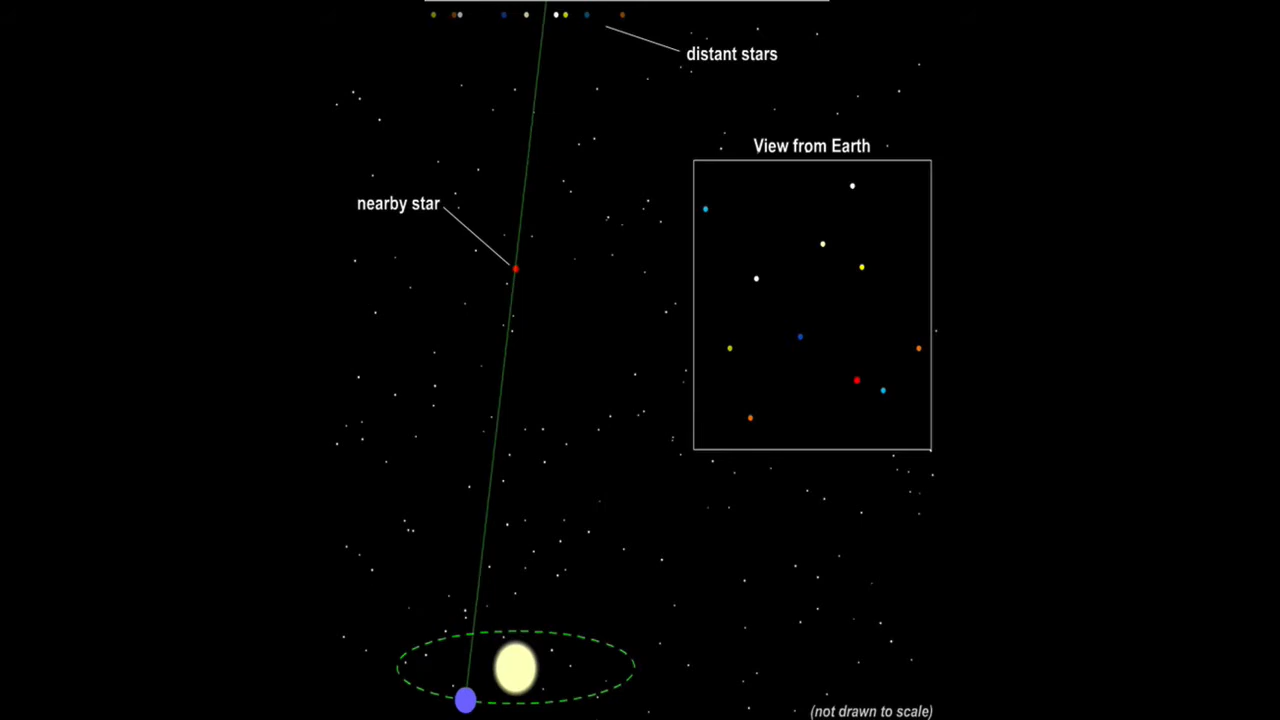 distant stars
View from Earth
nearby star
(not drawn to scale)